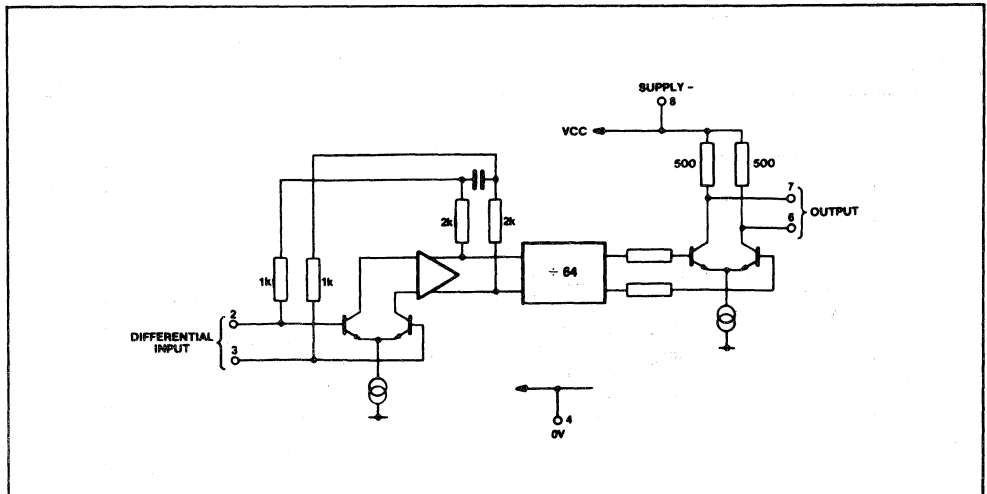 SUPPLY -
8
VCC
500
500
7
OUTPUT
6
2k
2k
÷ 64
1k
1k
2
DIFFERENTIAL
INPUT
3
4
0V